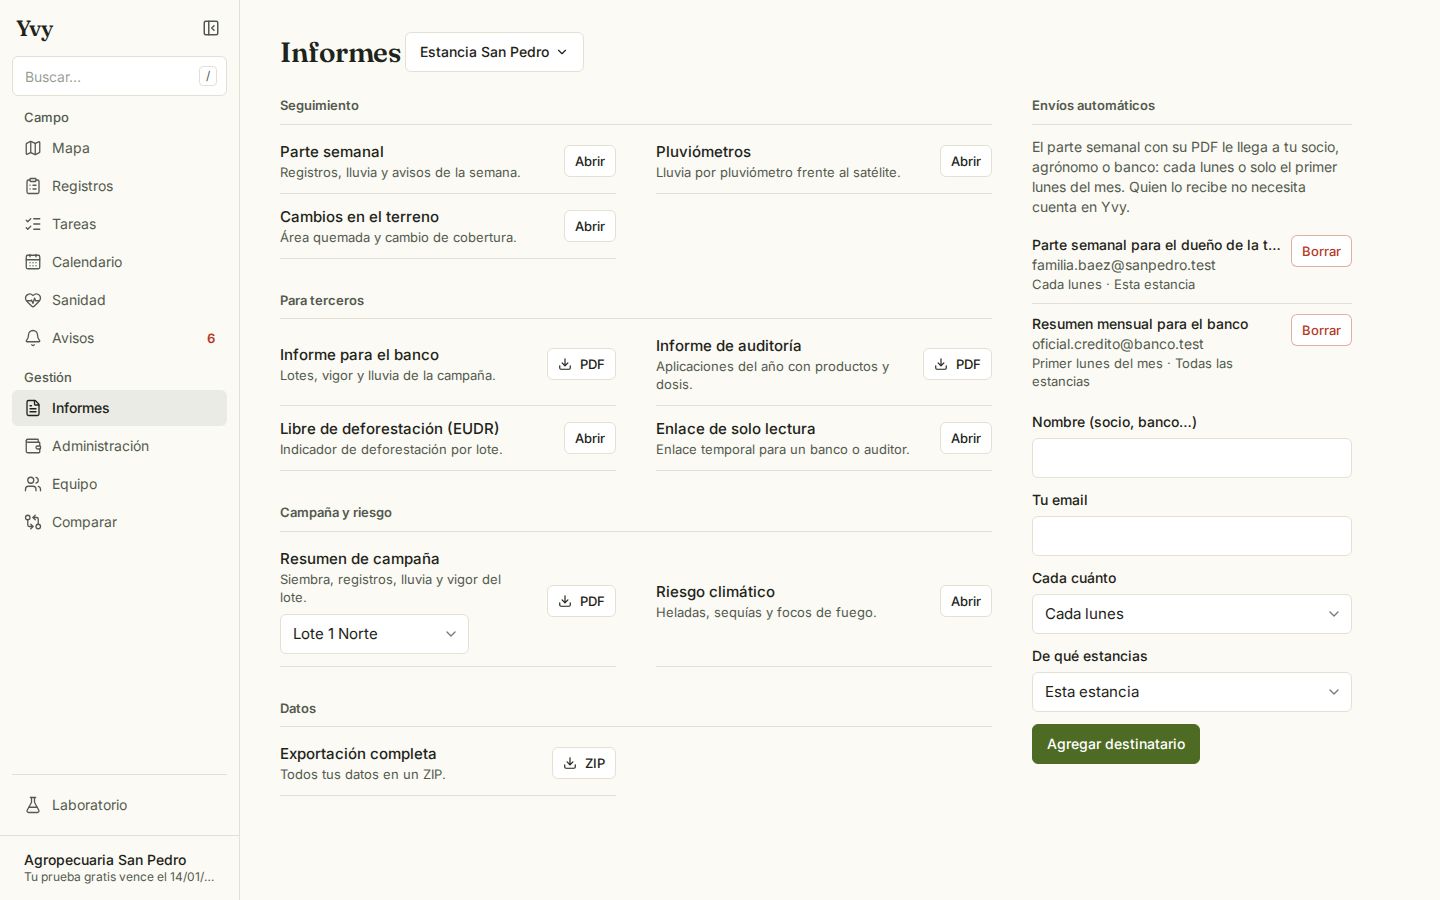 Yvy
Buscar...
/
Campo
Mapa
Registros
Tareas
Calendario
Sanidad
Avisos 6
Gestión
Informes
Administración
Equipo
Comparar
Laboratorio
Agropecuaria San Pedro
Tu prueba gratis vence el 14/01/...
Informes
Estancia San Pedro
Seguimiento
Parte semanal
Registros, lluvia y avisos de la semana.
Abrir
Pluviómetros
Lluvia por pluviómetro frente al satélite.
Abrir
Cambios en el terreno
Área quemada y cambio de cobertura.
Abrir
Para terceros
Informe para el banco
Lotes, vigor y lluvia de la campaña.
PDF
Informe de auditoría
Aplicaciones del año con productos y
dosis.
PDF
Libre de deforestación (EUDR)
Indicador de deforestación por lote.
Abrir
Enlace de solo lectura
Enlace temporal para un banco o auditor.
Abrir
Campaña y riesgo
Resumen de campaña
Siembra, registros, lluvia y vigor del
lote.
Lote 1 Norte
PDF
Riesgo climático
Heladas, sequías y focos de fuego.
Abrir
Datos
Exportación completa
Todos tus datos en un ZIP.
ZIP
Envíos automáticos
El parte semanal con su PDF le llega a tu socio,
agrónomo o banco: cada lunes o solo el primer
lunes del mes. Quien lo recibe no necesita
cuenta en Yvy.
Parte semanal para el dueño de la t...
familia.baez@sanpedro.test
Cada lunes · Esta estancia
Borrar
Resumen mensual para el banco
oficial.credito@banco.test
Primer lunes del mes · Todas las
estancias
Borrar
Nombre (socio, banco...)
Tu email
Cada cuánto
Cada lunes
De qué estancias
Esta estancia
Agregar destinatario